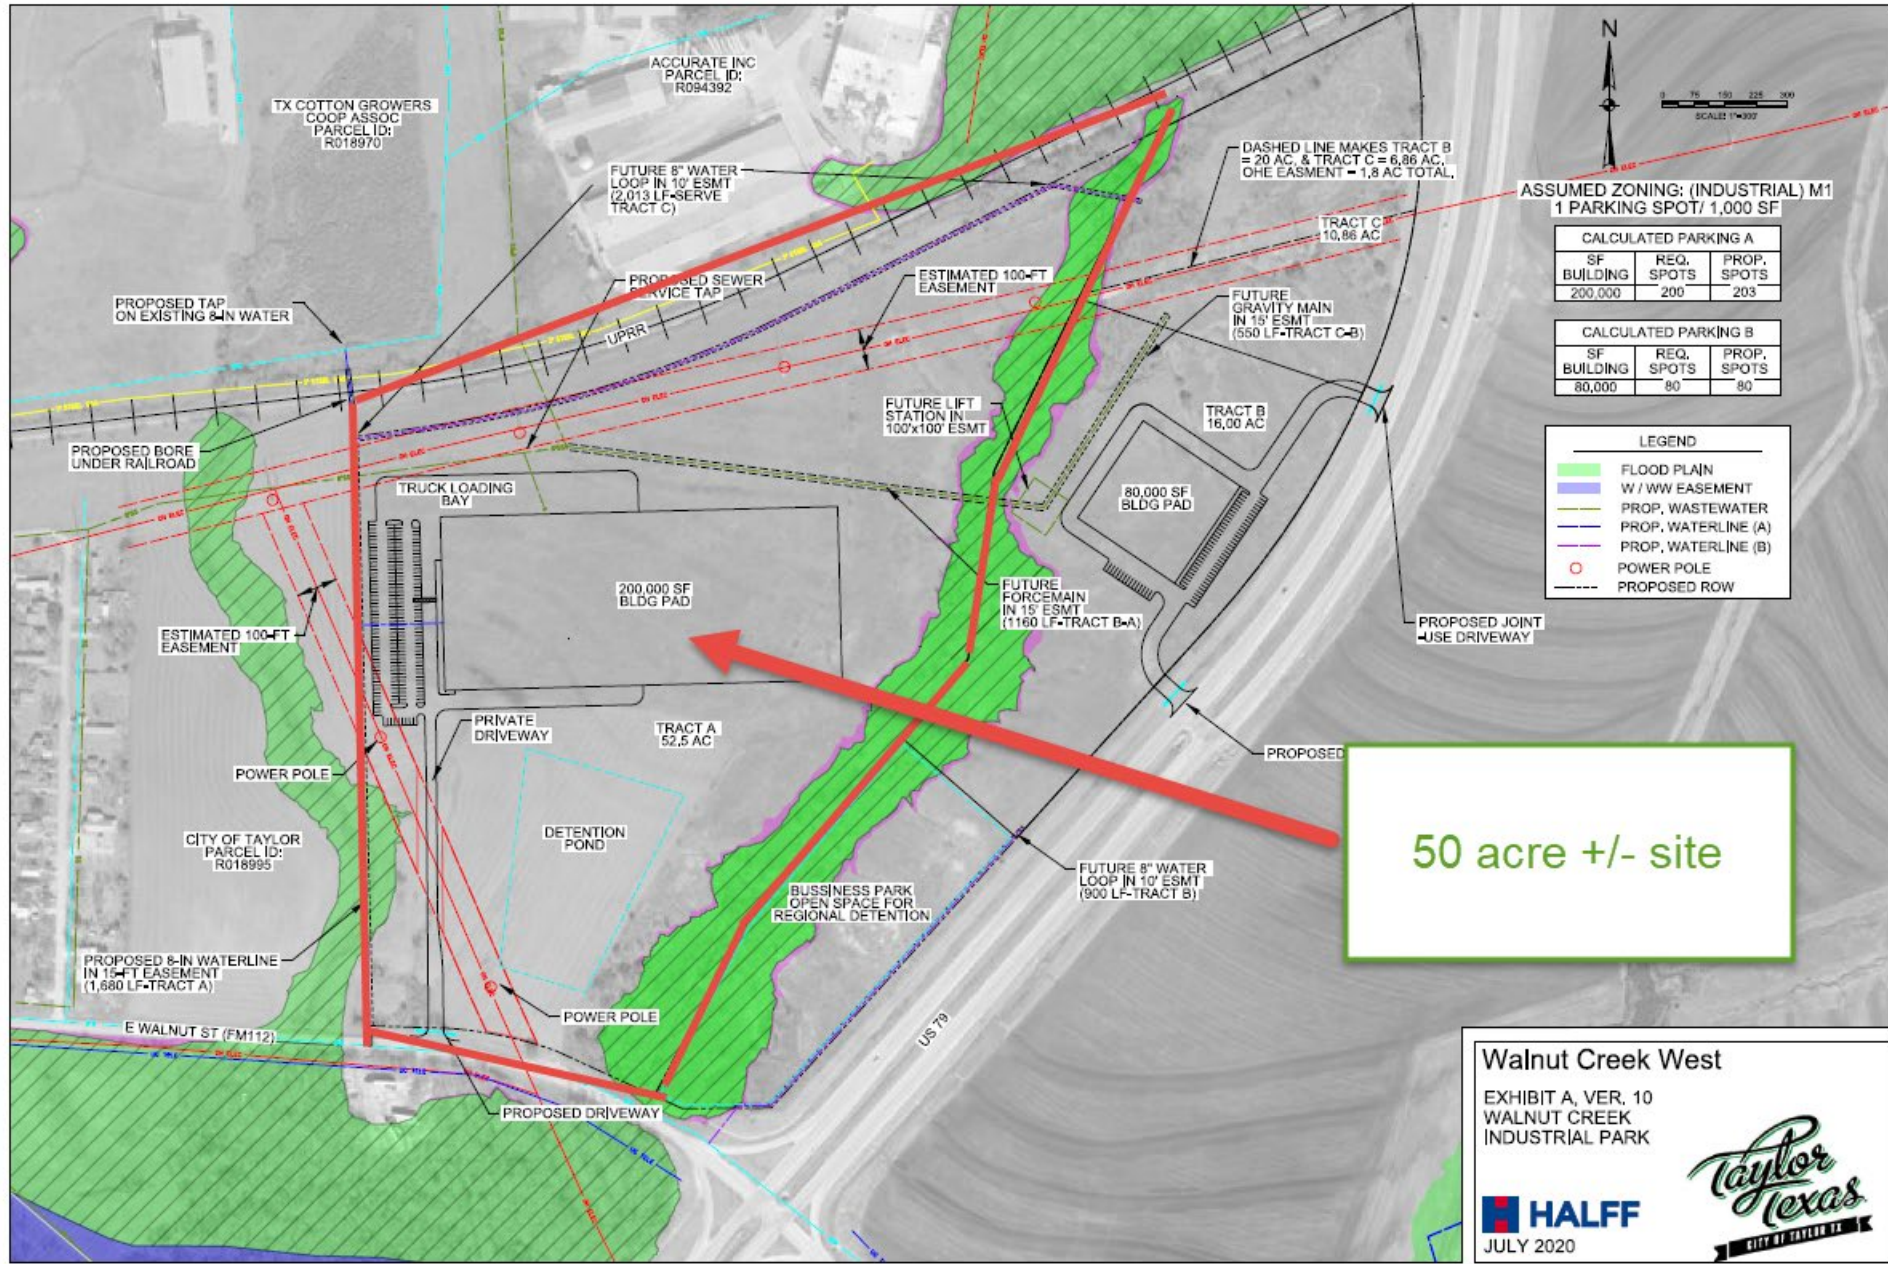 ACCURATE INC
PARCEL ID:
R094392
TX COTTON GROWERS
COOP ASSOC
PARCEL ID:
R018970
N
0 75 150 225 300
SCALE: 1"=300'
FUTURE 8" WATER
LOOP IN 10' ESMT
(2,013 LF-SERVE
TRACT C)
DASHED LINE MAKES TRACT B
= 20 AC, & TRACT C = 6.86 AC,
OHE EASMENT = 1.8 AC TOTAL.
ASSUMED ZONING: (INDUSTRIAL) M1
1 PARKING SPOT/ 1,000 SF
TRACT C
10.86 AC
CALCULATED PARKING A
SF BUILDING REQ. SPOTS PROP. SPOTS
200,000 200 203
CALCULATED PARKING B
SF BUILDING REQ. SPOTS PROP. SPOTS
80,000 80 80
PROPOSED SEWER
SERVICE TAP
ESTIMATED 100-FT
EASEMENT
PROPOSED TAP
ON EXISTING 8-IN WATER
UPRR
FUTURE
GRAVITY MAIN
IN 15' ESMT
(550 LF-TRACT C-B)
FUTURE LIFT
STATION IN
100'x100' ESMT
TRACT B
16.00 AC
PROPOSED BORE
UNDER RAILROAD
LEGEND
FLOOD PLAIN
W / WW EASEMENT
PROP. WASTEWATER
PROP. WATERLINE (A)
PROP. WATERLINE (B)
POWER POLE
PROPOSED ROW
TRUCK LOADING
BAY
80,000 SF
BLDG PAD
200,000 SF
BLDG PAD
FUTURE
FORCEMAIN
IN 15' ESMT
(1160 LF-TRACT B-A)
ESTIMATED 100-FT
EASEMENT
PROPOSED JOINT
-USE DRIVEWAY
PRIVATE
DRIVEWAY
TRACT A
52.5 AC
PROPOSED
POWER POLE
50 acre +/- site
DETENTION
POND
CITY OF TAYLOR
PARCEL ID:
R018995
FUTURE 8" WATER
LOOP IN 10' ESMT
(900 LF-TRACT B)
BUSSINESS PARK
OPEN SPACE FOR
REGIONAL DETENTION
PROPOSED 8-IN WATERLINE
IN 15-FT EASEMENT
(1,680 LF-TRACT A)
POWER POLE
E WALNUT ST (FM112)
US 79
PROPOSED DRIVEWAY
Walnut Creek West
EXHIBIT A, VER. 10
WALNUT CREEK
INDUSTRIAL PARK
HALFF
JULY 2020
Taylor
Texas
CITY OF TAYLOR TX